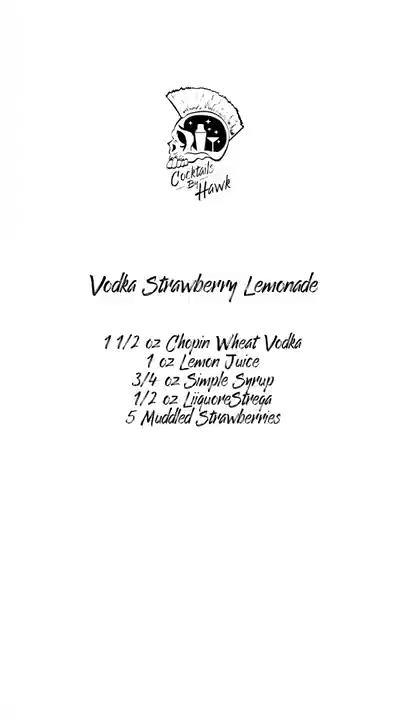 Cocktails
By
Hawk
Vodka Strawberry Lemonade
1 1/2 oz Chopin Wheat Vodka
1 oz Lemon Juice
3/4 oz Simple Syrup
1/2 oz LiiquoreStrega
5 Muddled Strawberries